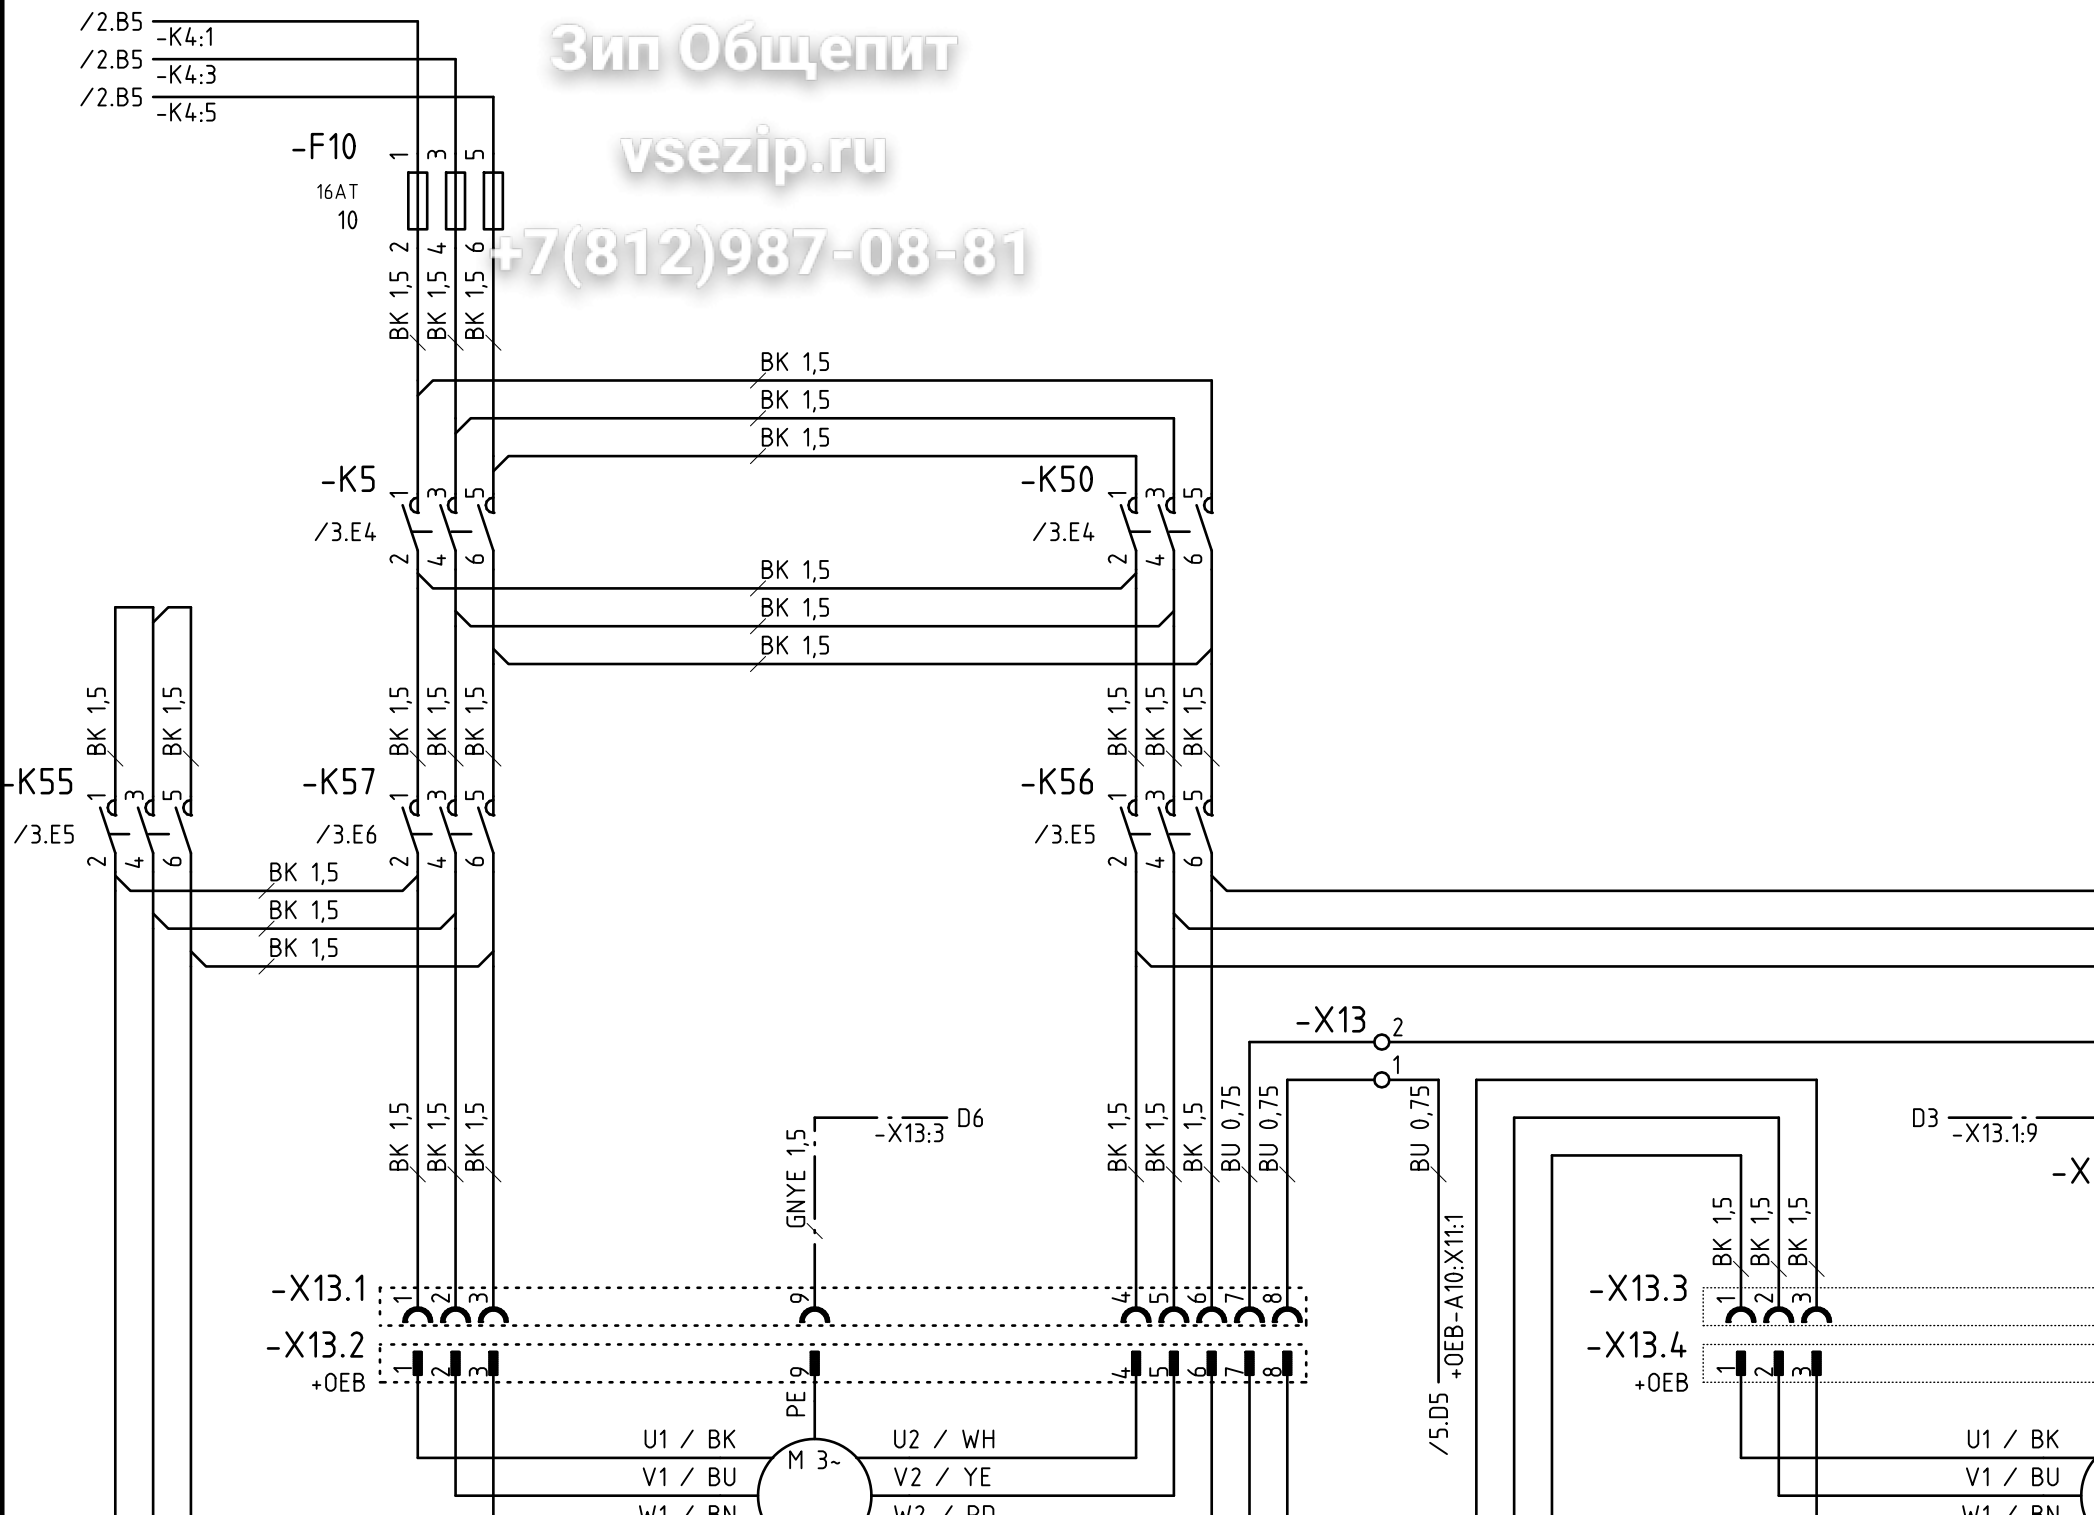 /2.B5
-K4:1
/2.B5
-K4:3
/2.B5
-K4:5
Зип Общепит
vsezip.ru
+7(812)987-08-81
-F10
16AT
10
1 3 5
2 4 6
BK 1,5
BK 1,5
BK 1,5
BK 1,5
BK 1,5
BK 1,5
-K5
/3.E4
1 3 5
2 4 6
-K50
/3.E4
1 3 5
2 4 6
BK 1,5
BK 1,5
BK 1,5
BK 1,5
BK 1,5
BK 1,5
BK 1,5
BK 1,5
BK 1,5
BK 1,5
BK 1,5
-K55
/3.E5
1 3 5
2 4 6
-K57
/3.E6
1 3 5
2 4 6
-K56
/3.E5
1 3 5
2 4 6
BK 1,5
BK 1,5
BK 1,5
-X13
2
1
BK 1,5
BK 1,5
BK 1,5
GNYE 1,5
-X13:3
D6
BK 1,5
BK 1,5
BK 1,5
BU 0,75
BU 0,75
BU 0,75
+0EB-A10:X11:1
/5.D5
D3
-X13.1:9
-X
BK 1,5
BK 1,5
BK 1,5
-X13.1
1 2 3 9 4 5 6 7 8
-X13.3
1 2 3
-X13.2
+0EB
1 2 3 9 4 5 6 7 8
-X13.4
+0EB
1 2 3
PE
U1 / BK
M 3~
U2 / WH
V1 / BU
V2 / YE
W1 / BN
W2 / RD
U1 / BK
V1 / BU
W1 / BN